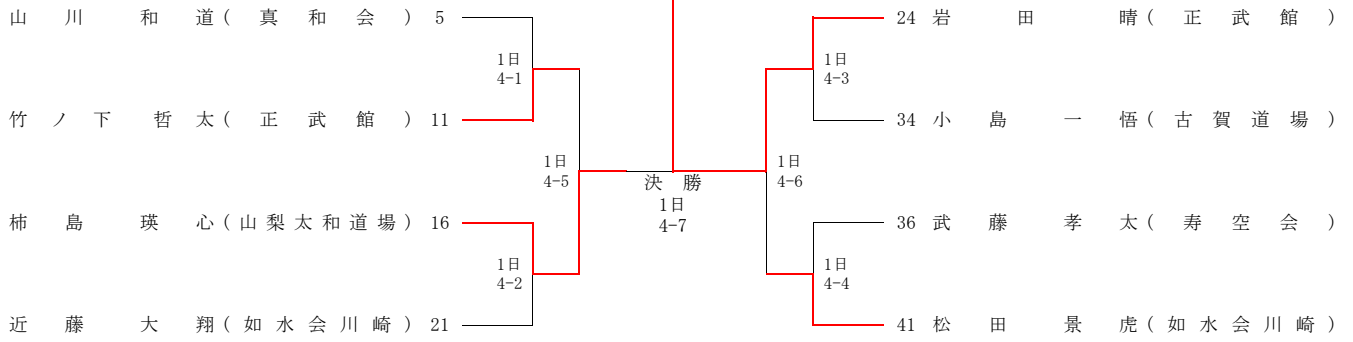 山川和道(真和会) 5
24 岩田晴(正武館)
1日
4-1
1日
4-3
竹ノ下哲太(正武館) 11
34 小島一悟(古賀道場)
1日
4-5
1日
4-6
決勝
1日
4-7
柿島瑛心(山梨太和道場) 16
36 武藤孝太(寿空会)
1日
4-2
1日
4-4
近藤大翔(如水会川崎) 21
41 松田景虎(如水会川崎)